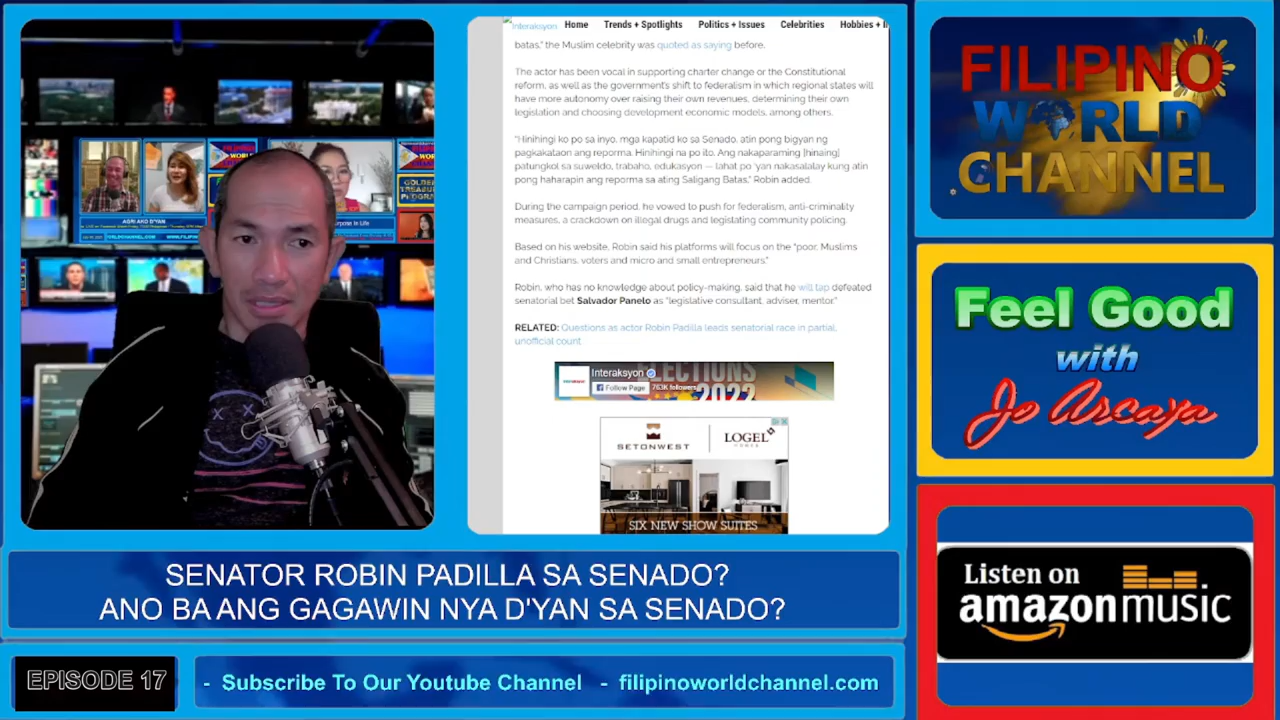 Interaksyon
Home Trends + Spotlights Politics + Issues Celebrities Hobbies + I
batas," the Muslim celebrity was quoted as saying before.
The actor has been vocal in supporting charter change or the Constitutional
reform, as well as the government's shift to federalism in which regional states will
have more autonomy over raising their own revenues, determining their own
legislation and choosing development economic models, among others.
"Hinihingi ko po sa inyo, mga kapatid ko sa Senado, atin pong bigyan ng
pagkakataon ang reporma. Hinihingi na po ito. Ang nakaparaming [hinaing]
patungkol sa suweldo, trabaho, edukasyon — lahat po 'yan nakasalalay kung atin
pong haharapin ang reporma sa ating Saligang Batas," Robin added.
During the campaign period, he vowed to push for federalism, anti-criminality
measures, a crackdown on illegal drugs and legislating community policing.
Based on his website, Robin said his platforms will focus on the "poor, Muslims
and Christians, voters and micro and small entrepreneurs."
Robin, who has no knowledge about policy-making, said that he will tap defeated
senatorial bet Salvador Panelo as "legislative consultant, adviser, mentor."
RELATED: Questions as actor Robin Padilla leads senatorial race in partial,
unofficial count
Interaksyon
Follow Page 763K followers
ELECTIONS
2022
SETONWEST LOGEL
HOMES
SIX NEW SHOW SUITES
AGRI ATO D'YAN
FILIPINO
WORLD
CHANNEL
Feel Good
with
Jo Arcaya
Listen on
amazon music
SENATOR ROBIN PADILLA SA SENADO?
ANO BA ANG GAGAWIN NYA D'YAN SA SENADO?
EPISODE 17
- Subscribe To Our Youtube Channel - filipinoworldchannel.com